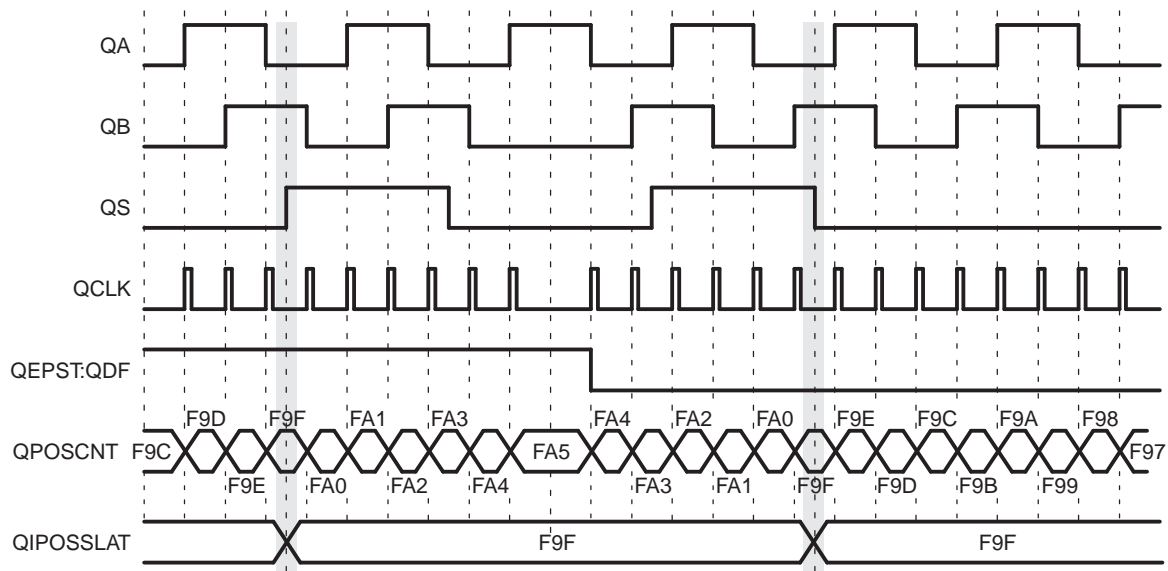 QA
QB
QS
QCLK
QEPST:QDF
F9D F9F FA1 FA3 FA4 FA2 FA0 F9E F9C F9A F98
QPOSCNT F9C FA5 F97
F9E FA0 FA2 FA4 FA3 FA1 F9F F9D F9B F99
QIPOSSLAT F9F F9F